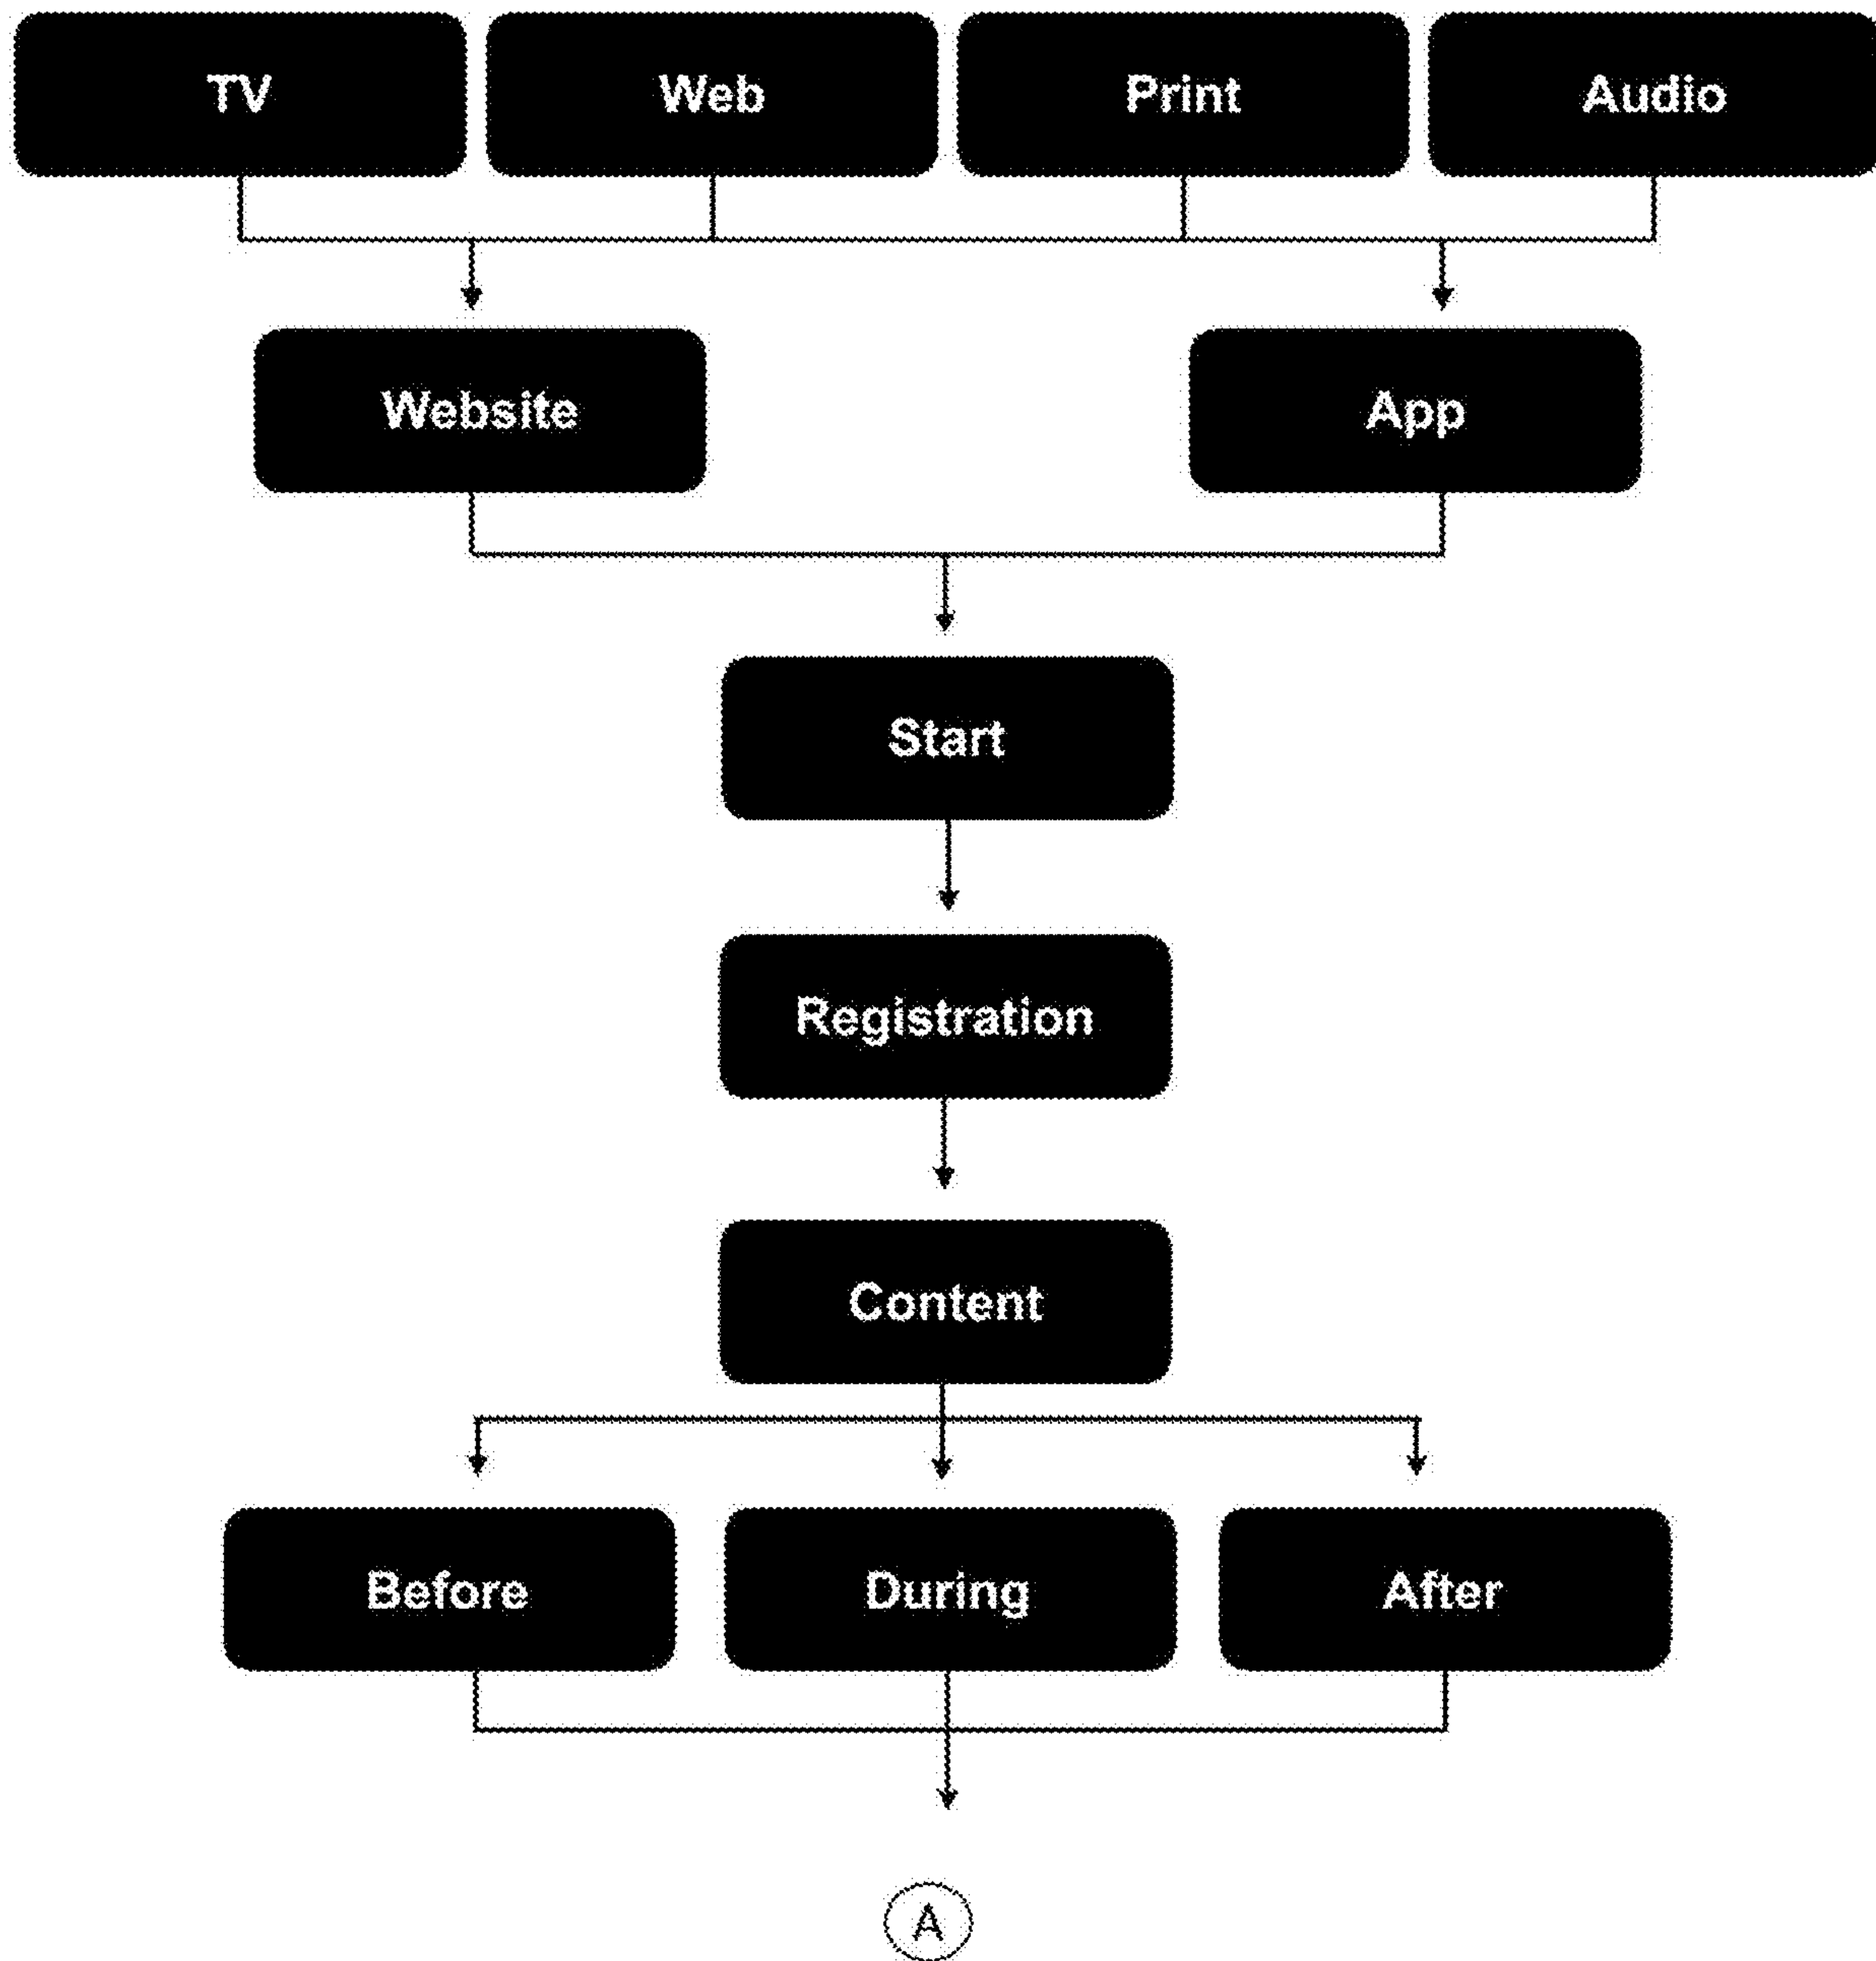 TV Web Print Audio
Website App
Start
Registration
Content
Before During After
A